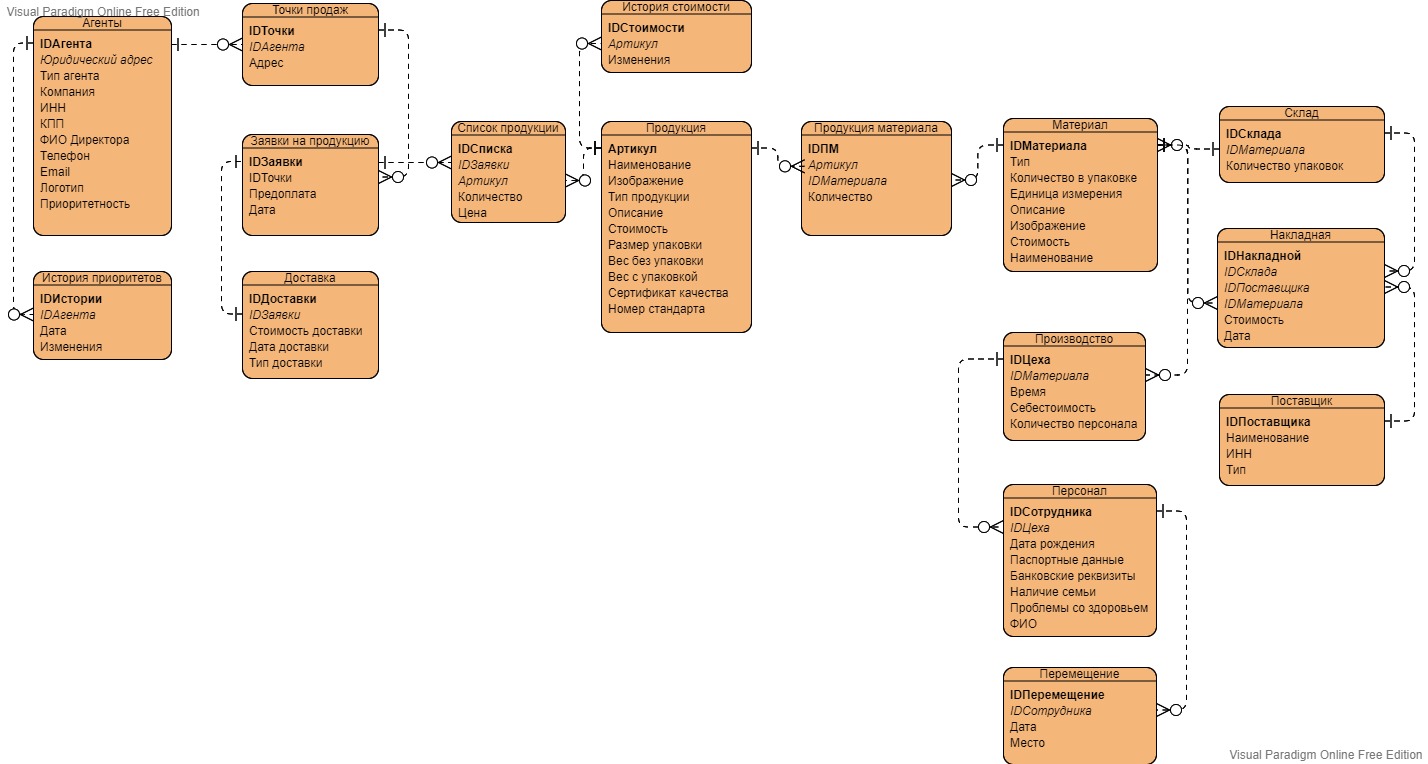 Visual Paradigm Online Free Edition
Агенты
IDАгента
Юридический адрес
Тип агента
Компания
ИНН
КПП
ФИО Директора
Телефон
Email
Логотип
Приоритетность
История приоритетов
IDИстории
IDАгента
Дата
Изменения
Точки продаж
IDТочки
IDАгента
Адрес
Заявки на продукцию
IDЗаявки
IDТочки
Предоплата
Дата
Доставка
IDДоставки
IDЗаявки
Стоимость доставки
Дата доставки
Тип доставки
Список продукции
IDСписка
IDЗаявки
Артикул
Количество
Цена
История стоимости
IDСтоимости
Артикул
Изменения
Продукция
Артикул
Наименование
Изображение
Тип продукции
Описание
Стоимость
Размер упаковки
Вес без упаковки
Вес с упаковкой
Сертификат качества
Номер стандарта
Продукция материала
IDПМ
Артикул
IDМатериала
Количество
Материал
IDМатериала
Тип
Количество в упаковке
Единица измерения
Описание
Изображение
Стоимость
Наименование
Производство
IDЦеха
IDМатериала
Время
Себестоимость
Количество персонала
Персонал
IDСотрудника
IDЦеха
Дата рождения
Паспортные данные
Банковские реквизиты
Наличие семьи
Проблемы со здоровьем
ФИО
Перемещение
IDПеремещение
IDСотрудника
Дата
Место
Склад
IDСклада
IDМатериала
Количество упаковок
Накладная
IDНакладной
IDСклада
IDПоставщика
IDМатериала
Стоимость
Дата
Поставщик
IDПоставщика
Наименование
ИНН
Тип
Visual Paradigm Online Free Edition